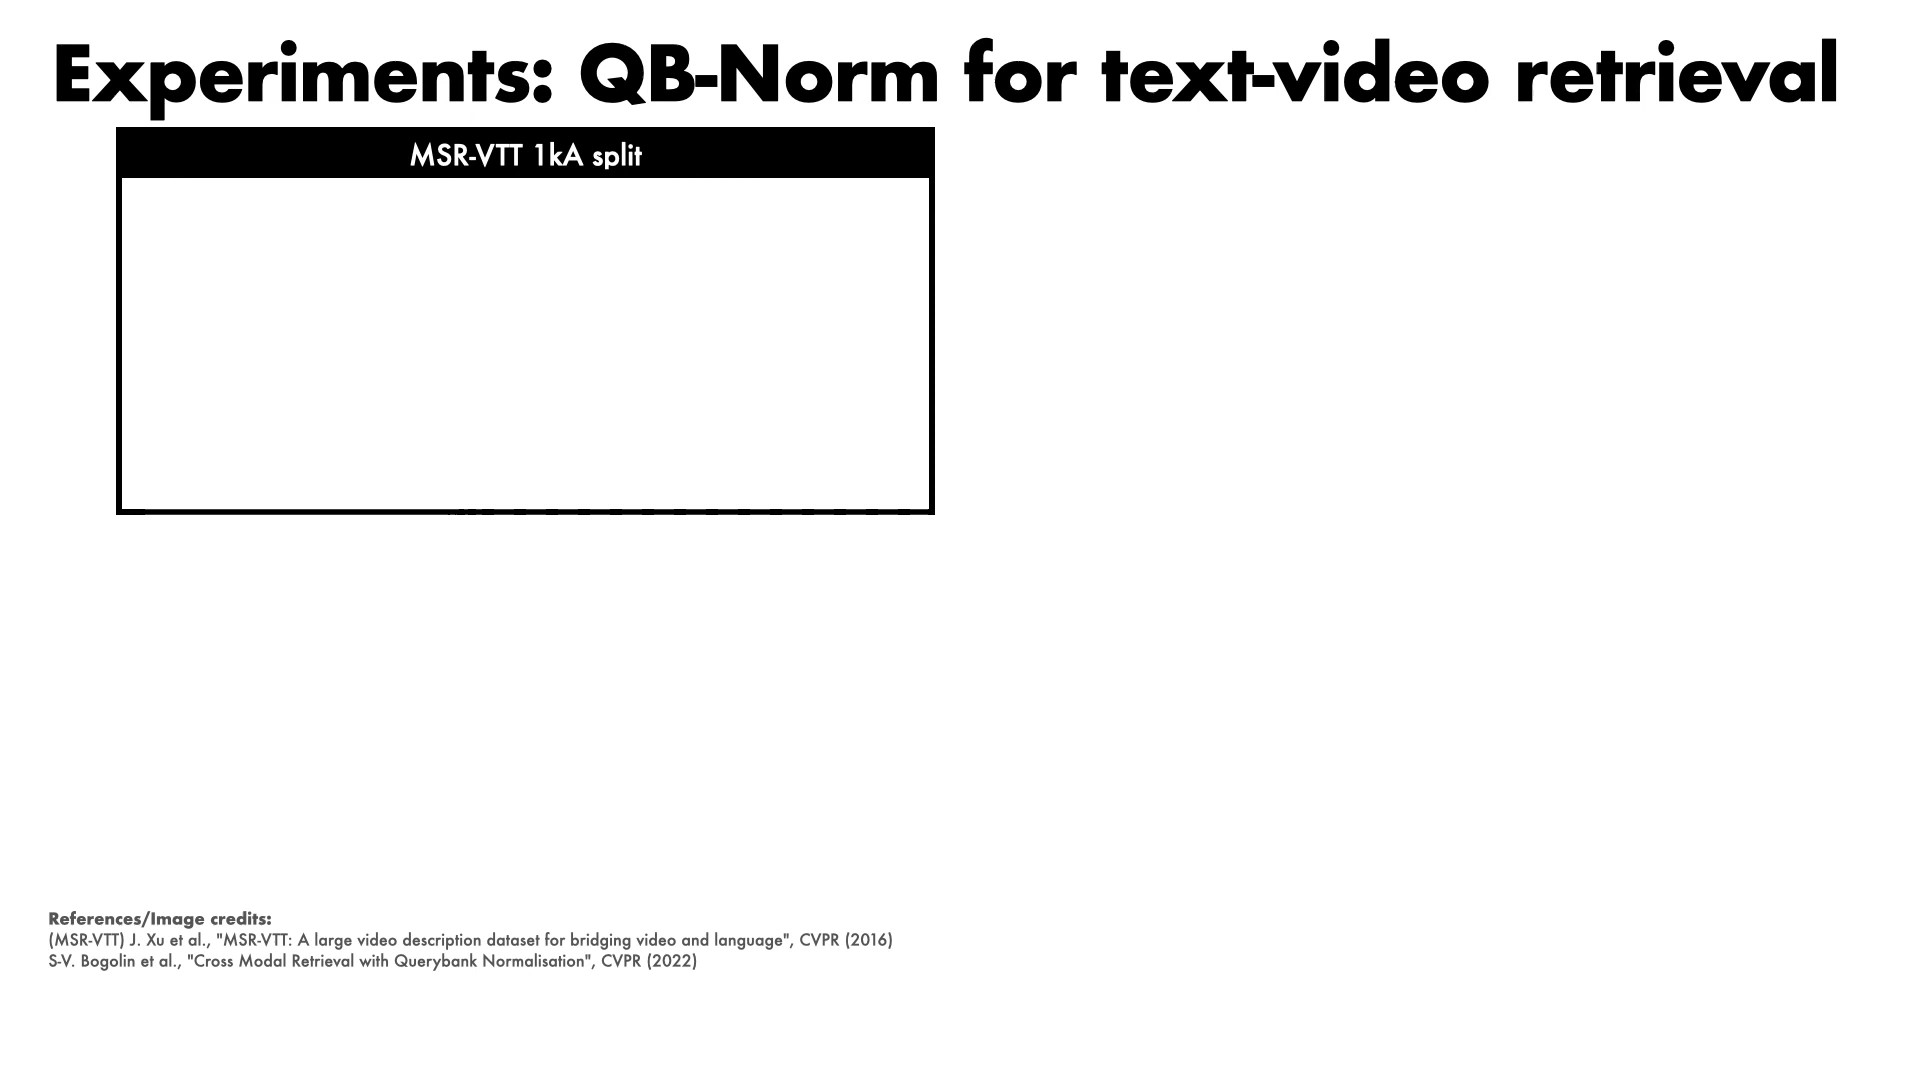 Experiments: QB-Norm for text-video retrieval
MSR-VTT 1kA split
References/Image credits:
(MSR-VTT) J. Xu et al., "MSR-VTT: A large video description dataset for bridging video and language", CVPR (2016)
S-V. Bogolin et al., "Cross Modal Retrieval with Querybank Normalisation", CVPR (2022)